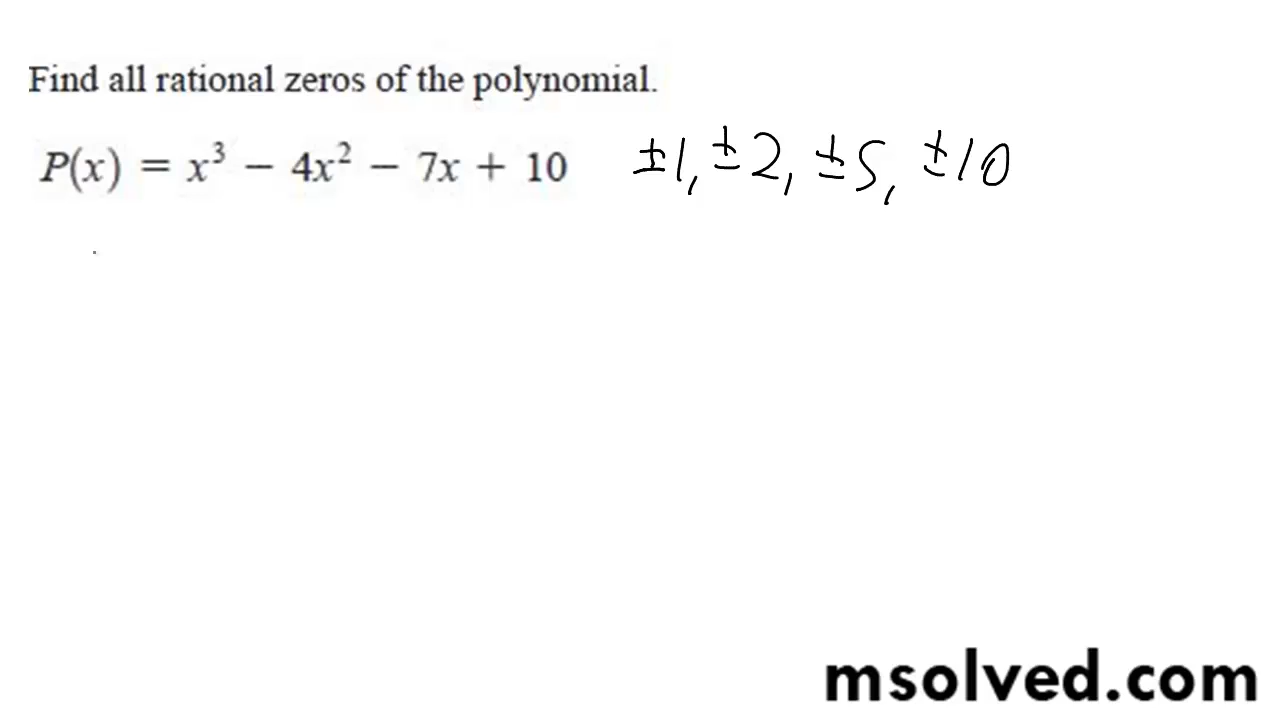 Find all rational zeros of the polynomial.
P(x) = x³ − 4x² − 7x + 10 ±1, ±2, ±5, ±10
msolved.com